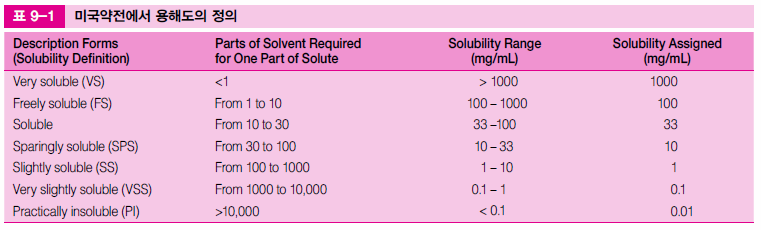 표 9–1 미국약전에서 용해도의 정의
Description Forms (Solubility Definition) Parts of Solvent Required for One Part of Solute Solubility Range (mg/mL) Solubility Assigned (mg/mL)
Very soluble (VS) <1 > 1000 1000
Freely soluble (FS) From 1 to 10 100 – 1000 100
Soluble From 10 to 30 33 –100 33
Sparingly soluble (SPS) From 30 to 100 10 – 33 10
Slightly soluble (SS) From 100 to 1000 1 – 10 1
Very slightly soluble (VSS) From 1000 to 10,000 0.1 – 1 0.1
Practically insoluble (PI) >10,000 < 0.1 0.01